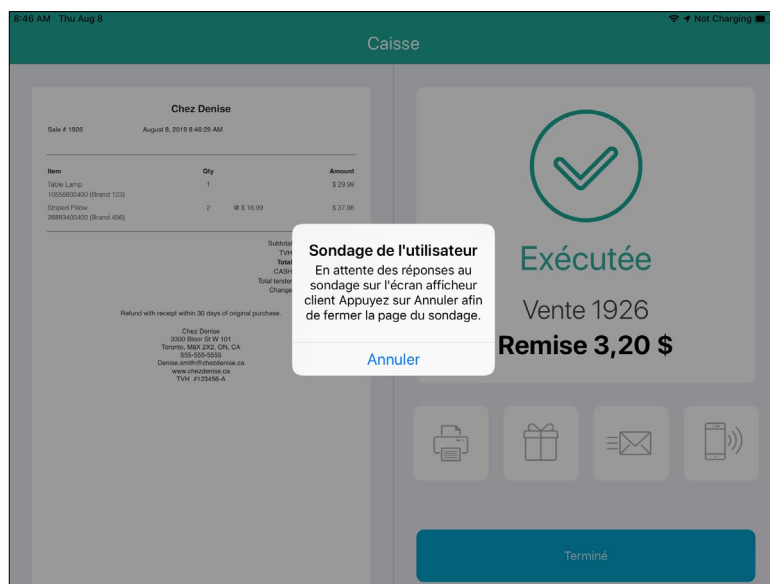 8:46 AM Thu Aug 8
Not Charging
Caisse
Chez Denise
Sale # 1926 August 8, 2019 8:46:29 AM
Item Qty Amount
Table Lamp 1 $ 29.99
10558800400 (Brand 123)
Striped Pillow 2 @ $ 18.99 $ 37.98
26893400400 (Brand 456)
Subtotal
TVH
Total
CASH
Total tender
Change
Refund with receipt within 30 days of original purchase.
Chez Denise
3300 Bloor St W 101
Toronto, M8X 2X2, ON, CA
555-555-5555
Denise.smith@chezdenise.ca
www.chezdenise.ca
TVH #123456-A
Sondage de l'utilisateur
En attente des réponses au
sondage sur l'écran afficheur
client Appuyez sur Annuler afin
de fermer la page du sondage.
Annuler
Exécutée
Vente 1926
Remise 3,20 $
Terminé